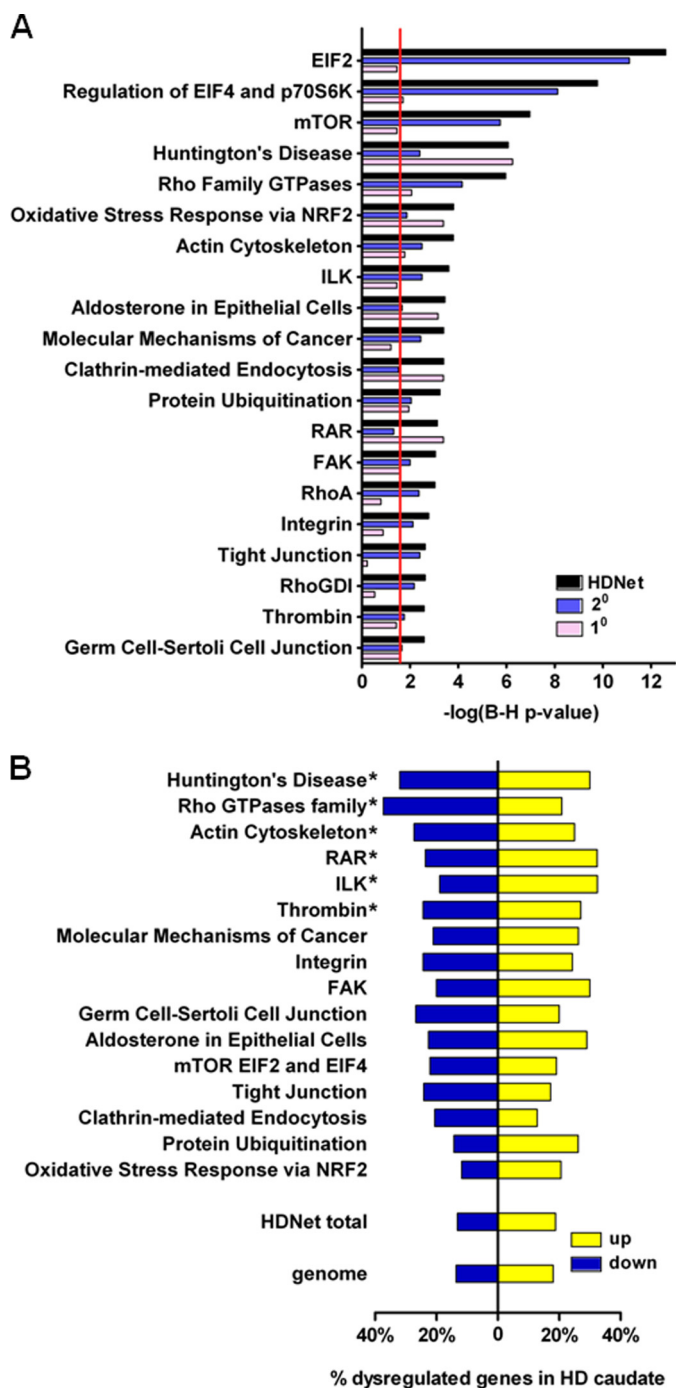 A
EIF2
Regulation of EIF4 and p70S6K
mTOR
Huntington's Disease
Rho Family GTPases
Oxidative Stress Response via NRF2
Actin Cytoskeleton
ILK
Aldosterone in Epithelial Cells
Molecular Mechanisms of Cancer
Clathrin-mediated Endocytosis
Protein Ubiquitination
RAR
FAK
RhoA
Integrin
Tight Junction
RhoGDI
Thrombin
Germ Cell-Sertoli Cell Junction
HDNet
2⁰
1⁰
0 2 4 6 8 10 12
-log(B-H p-value)
B
Huntington's Disease*
Rho GTPases family*
Actin Cytoskeleton*
RAR*
ILK*
Thrombin*
Molecular Mechanisms of Cancer
Integrin
FAK
Germ Cell-Sertoli Cell Junction
Aldosterone in Epithelial Cells
mTOR EIF2 and EIF4
Tight Junction
Clathrin-mediated Endocytosis
Protein Ubiquitination
Oxidative Stress Response via NRF2
HDNet total
genome
up
down
40% 20% 0 20% 40%
% dysregulated genes in HD caudate